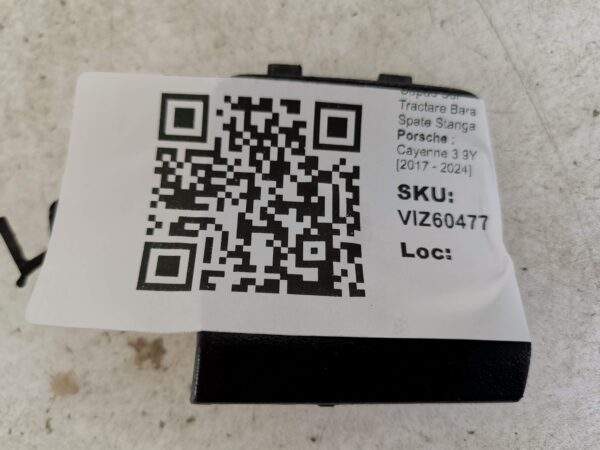 Tractare Bara
Spate Stanga
Porsche :
Cayenne 3 9Y
[2017 - 2024]
SKU:
VIZ60477
Loc: